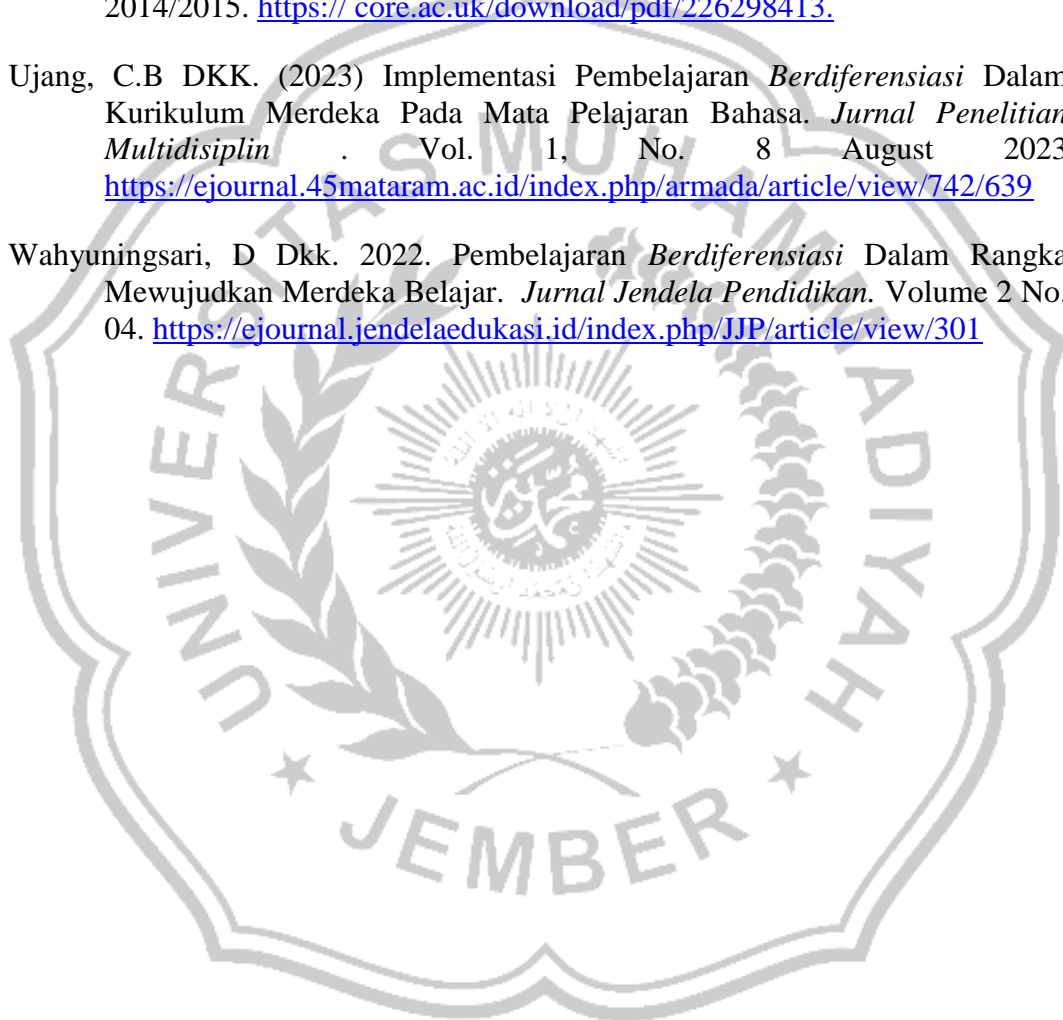 2014/2015. https:// core.ac.uk/download/pdf/226298413.
Ujang, C.B DKK. (2023) Implementasi Pembelajaran Berdiferensiasi Dalam
Kurikulum Merdeka Pada Mata Pelajaran Bahasa. Jurnal Penelitian
Multidisiplin . Vol. 1, No. 8 August 2023
https://ejournal.45mataram.ac.id/index.php/armada/article/view/742/639
Wahyuningsari, D Dkk. 2022. Pembelajaran Berdiferensiasi Dalam Rangka
Mewujudkan Merdeka Belajar. Jurnal Jendela Pendidikan. Volume 2 No.
04. https://ejournal.jendelaedukasi.id/index.php/JJP/article/view/301
UNIVERSITAS MUHAMMADIYAH
JEMBER